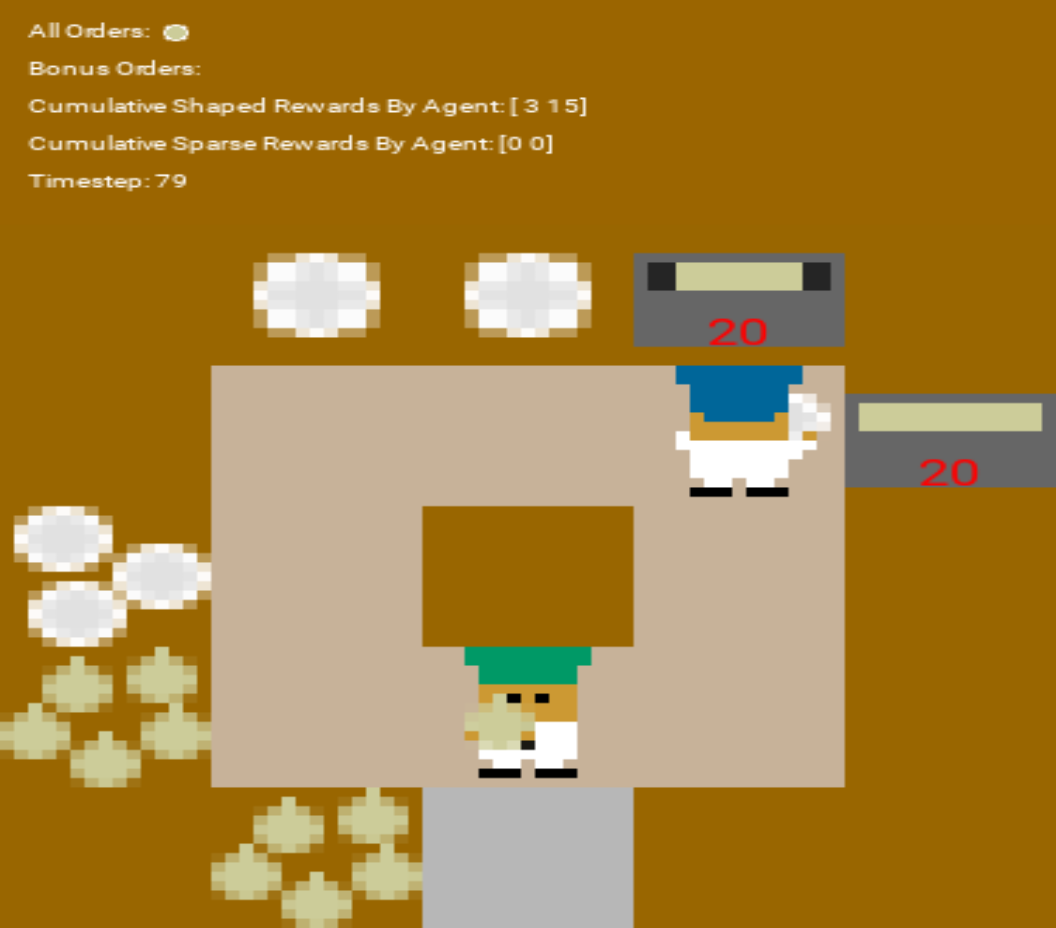 All Orders:
Bonus Orders:
Cumulative Shaped Rewards By Agent: [ 3 15]
Cumulative Sparse Rewards By Agent: [0 0]
Timestep: 79
20
20